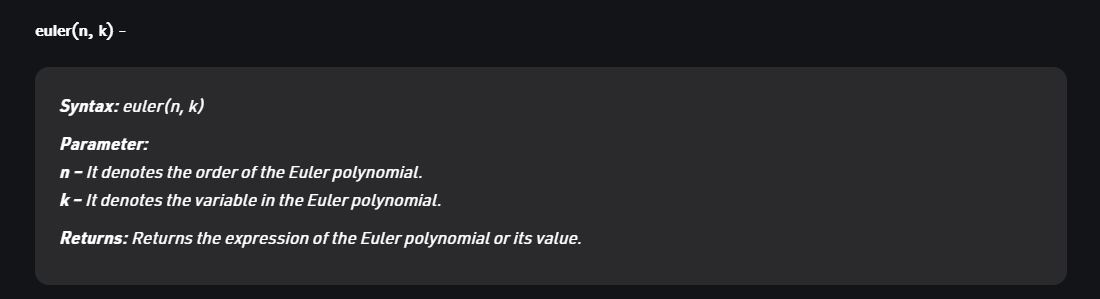 euler(n, k) –
Syntax: euler(n, k)
Parameter:
n – It denotes the order of the Euler polynomial.
k – It denotes the variable in the Euler polynomial.
Returns: Returns the expression of the Euler polynomial or its value.